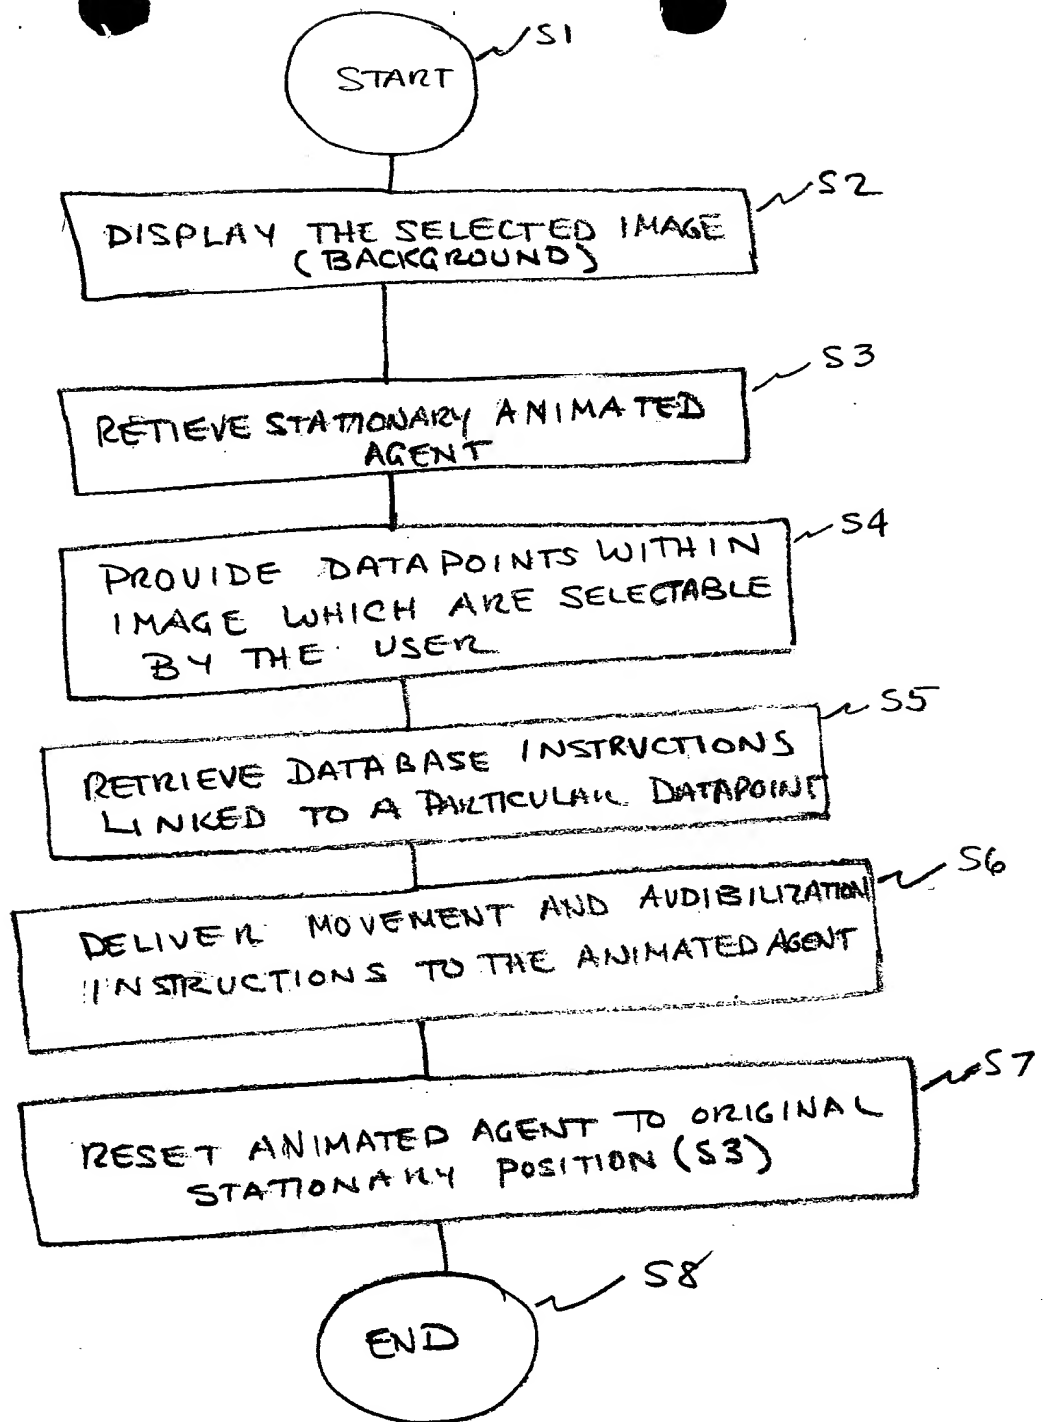 S1
START
S2
DISPLAY THE SELECTED IMAGE
(BACKGROUND)
S3
RETIEVE STATIONARY ANIMATED
AGENT
S4
PROVIDE DATAPOINTS WITHIN
IMAGE WHICH ARE SELECTABLE
BY THE USER
S5
RETRIEVE DATABASE INSTRUCTIONS
LINKED TO A PARTICULAR DATAPOINT
S6
DELIVER MOVEMENT AND AUDIBILIZATION
INSTRUCTIONS TO THE ANIMATED AGENT
S7
RESET ANIMATED AGENT TO ORIGINAL
STATIONARY POSITION (S3)
S8
END